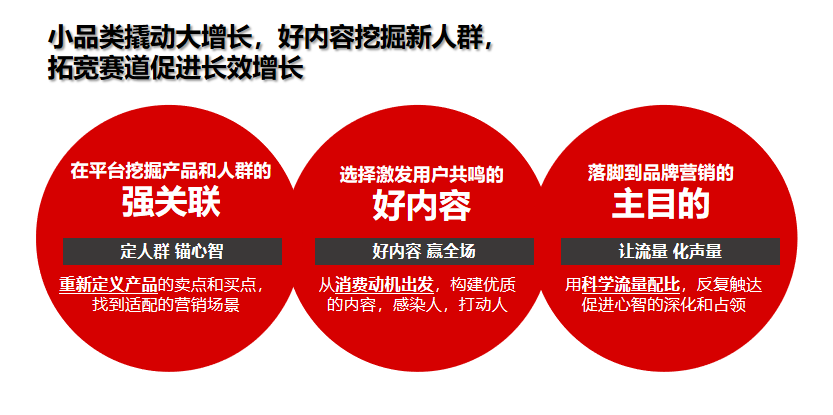 小品类撬动大增长，好内容挖掘新人群，
拓宽赛道促进长效增长
在平台挖掘产品和人群的
强关联
定人群 锚心智
重新定义产品的卖点和买点，
找到适配的营销场景
选择激发用户共鸣的
好内容
好内容 赢全场
从消费动机出发，构建优质
的内容，感染人，打动人
落脚到品牌营销的
主目的
让流量 化声量
用科学流量配比，反复触达
促进心智的深化和占领